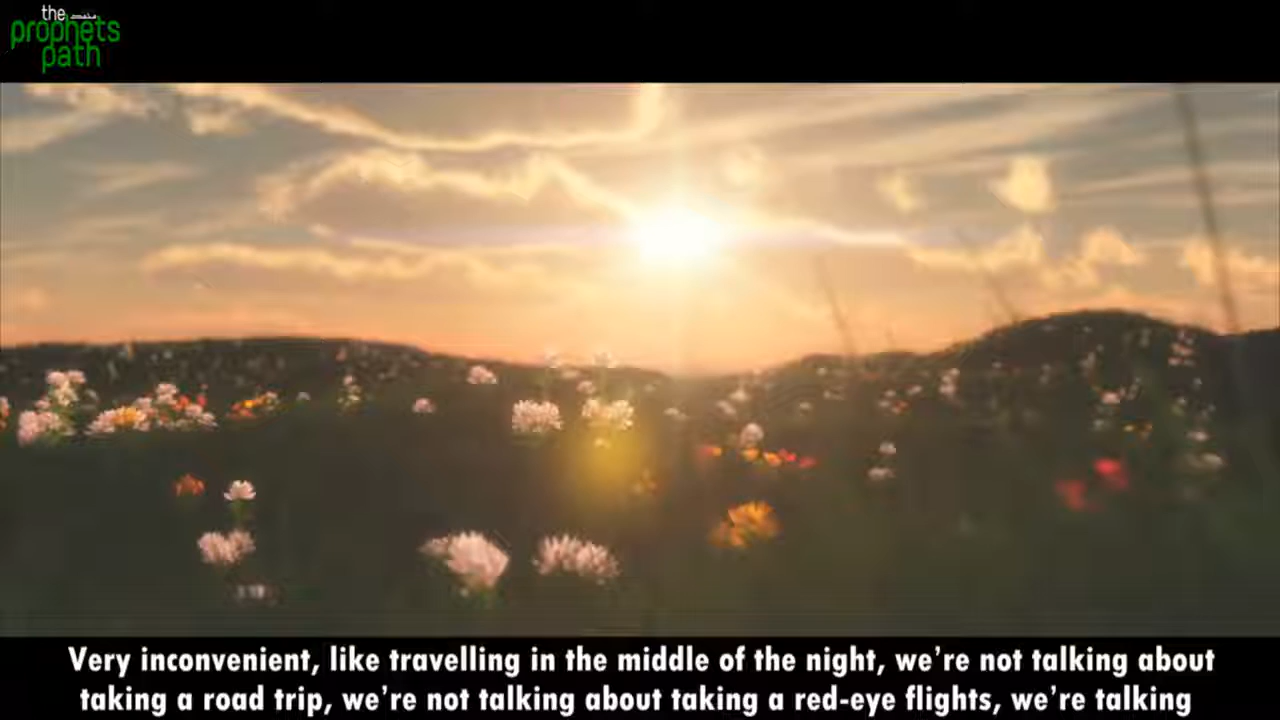 the محمد
prophets
path
Very inconvenient, like travelling in the middle of the night, we're not talking about
taking a road trip, we're not talking about taking a red-eye flights, we're talking